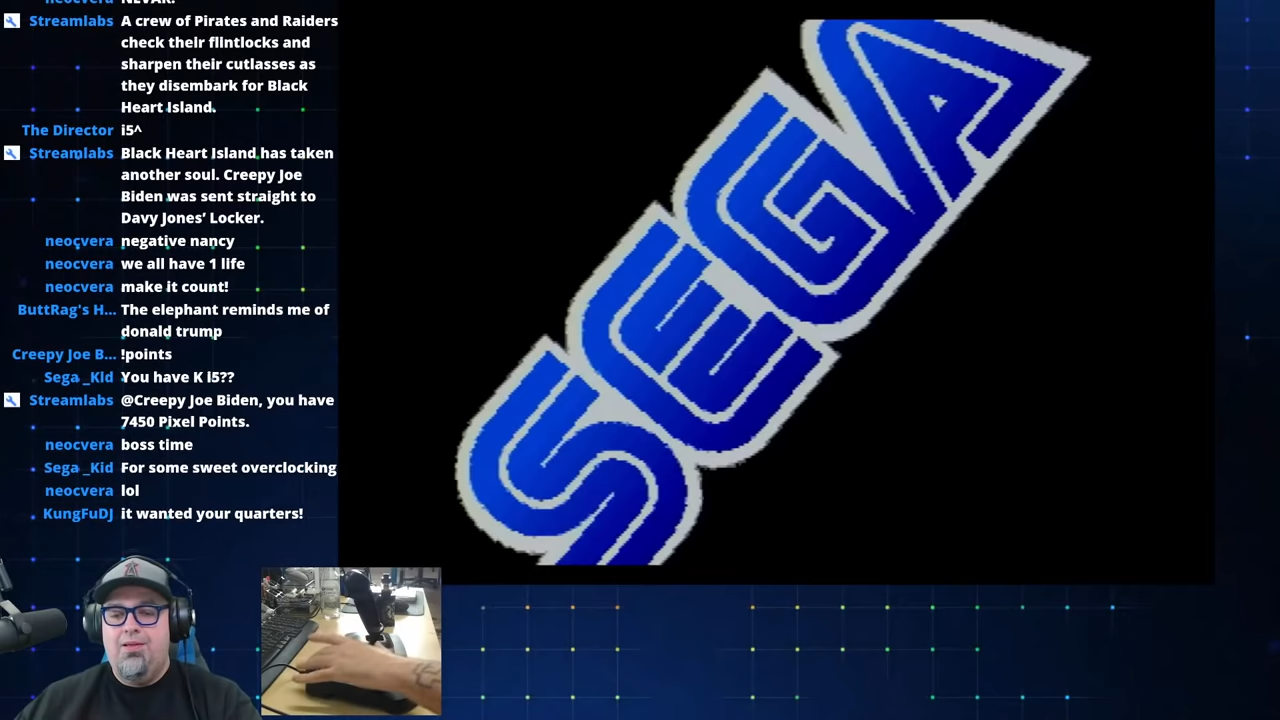 NEVAR!
Streamlabs A crew of Pirates and Raiders
check their flintlocks and
sharpen their cutlasses as
they disembark for Black
Heart Island.
The Director i5^
Streamlabs Black Heart Island has taken
another soul. Creepy Joe
Biden was sent straight to
Davy Jones’ Locker.
neocvera negative nancy
neocvera we all have 1 life
neocvera make it count!
ButtRag's H... The elephant reminds me of
donald trump
Creepy Joe B... !points
Sega _Kid You have K I5??
Streamlabs @Creepy Joe Biden, you have
7450 Pixel Points.
neocvera boss time
Sega _Kid For some sweet overclocking
neocvera lol
KungFuDJ it wanted your quarters!
SEGA